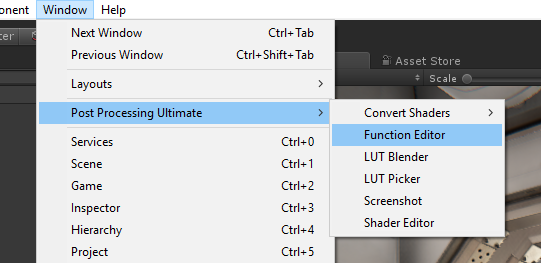 onent Window Help
Next Window Ctrl+Tab
Previous Window Ctrl+Shift+Tab
Layouts
Post Processing Ultimate
Services Ctrl+0
Scene Ctrl+1
Game Ctrl+2
Inspector Ctrl+3
Hierarchy Ctrl+4
Project Ctrl+5
ter
Asset Store
Scale
Convert Shaders
Function Editor
LUT Blender
LUT Picker
Screenshot
Shader Editor